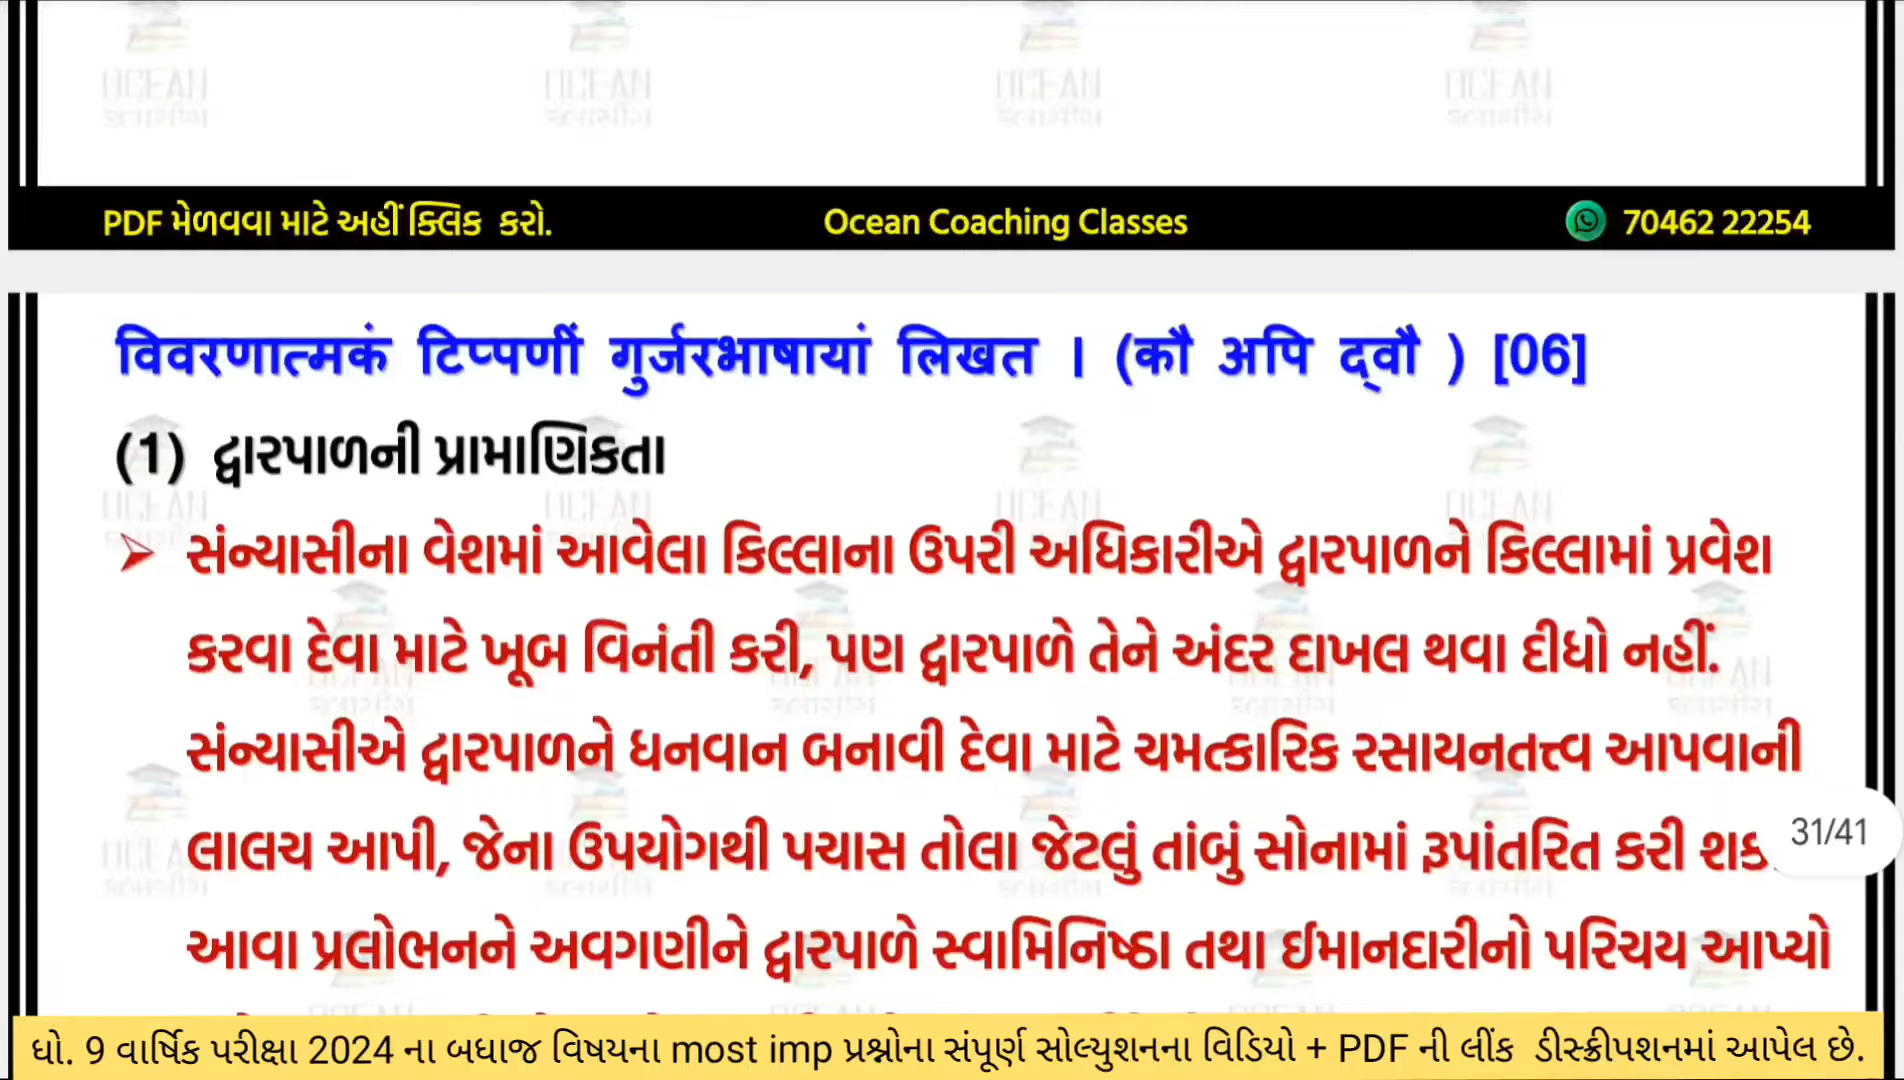 PDF મેળવવા માટે અહીં ક્લિક કરો. Ocean Coaching Classes 70462 22254
विवरणात्मकं टिप्पणीं गुर्जरभाषायां लिखत । (कौ अपि द्वौ ) [06]
(1) દ્વારપાળની પ્રામાણિકતા
➢ સંન્યાસીના વેશમાં આવેલા કિલ્લાના ઉપરી અધિકારીએ દ્વારપાળને કિલ્લામાં પ્રવેશ
કરવા દેવા માટે ખૂબ વિનંતી કરી, પણ દ્વારપાળે તેને અંદર દાખલ થવા દીધો નહીં.
સંન્યાસીએ દ્વારપાળને ધનવાન બનાવી દેવા માટે ચમત્કારિક રસાયનતત્ત્વ આપવાની
લાલચ આપી, જેના ઉપયોગથી પચાસ તોલા જેટલું તાંબું સોનામાં રૂપાંતરિત કરી
31/41
આવા પ્રલોભનને અવગણીને દ્વારપાળે સ્વામિનિષ્ઠા તથા ઈમાનદારીનો પરિચય આપ્યો
ધો. 9 વાર્ષિક પરીક્ષા 2024 ના બધાજ વિષયના most imp પ્રશ્નોના સંપૂર્ણ સોલ્યુશનના વિડિયો + PDF ની લીંક ડીસ્ક્રીપશનમાં આપેલ છે.